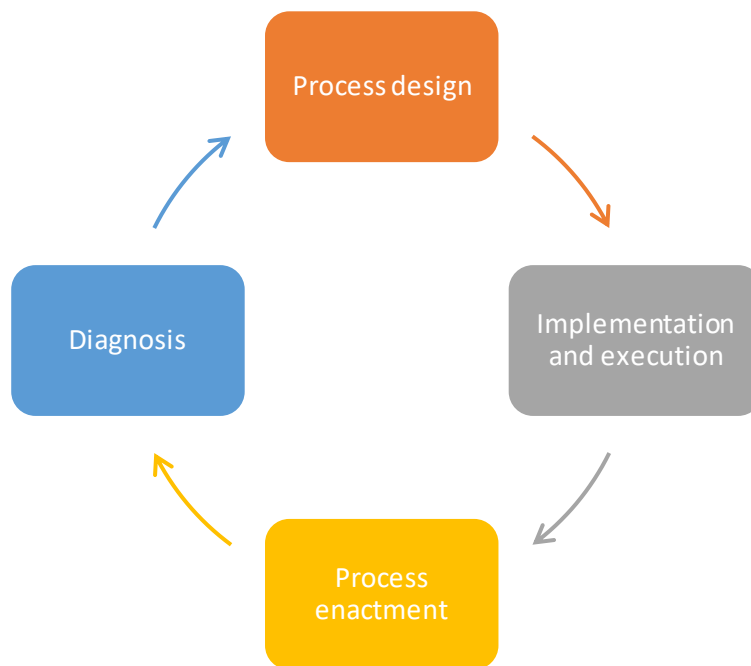 Process design
Implementation
and execution
Process
enactment
Diagnosis